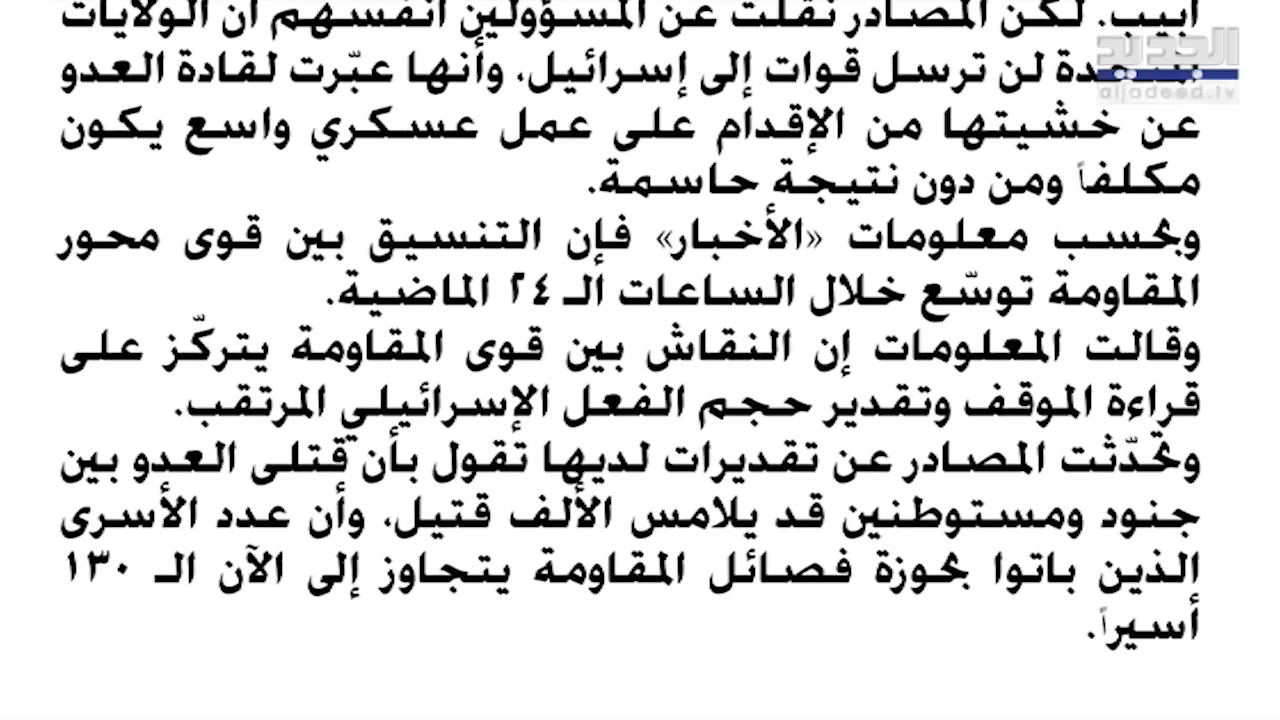 أبيب. لكن المصادر نقلت عن المسؤولين أنفسهم أن الولايات
المتحدة لن ترسل قوات إلى إسرائيل، وأنها عبّرت لقادة العدو
عن خشيتها من الإقدام على عمل عسكري واسع يكون
مكلفاً ومن دون نتيجة حاسمة.
وبحسب معلومات «الأخبار» فإن التنسيق بين قوى محور
المقاومة توسّع خلال الساعات الـ ٢٤ الماضية.
وقالت المعلومات إن النقاش بين قوى المقاومة يتركّز على
قراءة الموقف وتقدير حجم الفعل الإسرائيلي المرتقب.
وتحدّثت المصادر عن تقديرات لديها تقول بأن قتلى العدو بين
جنود ومستوطنين قد يلامس الألف قتيل، وأن عدد الأسرى
الذين باتوا بحوزة فصائل المقاومة يتجاوز إلى الآن الـ ١٣٠
أسيراً.
الجديد
aljadeed.tv